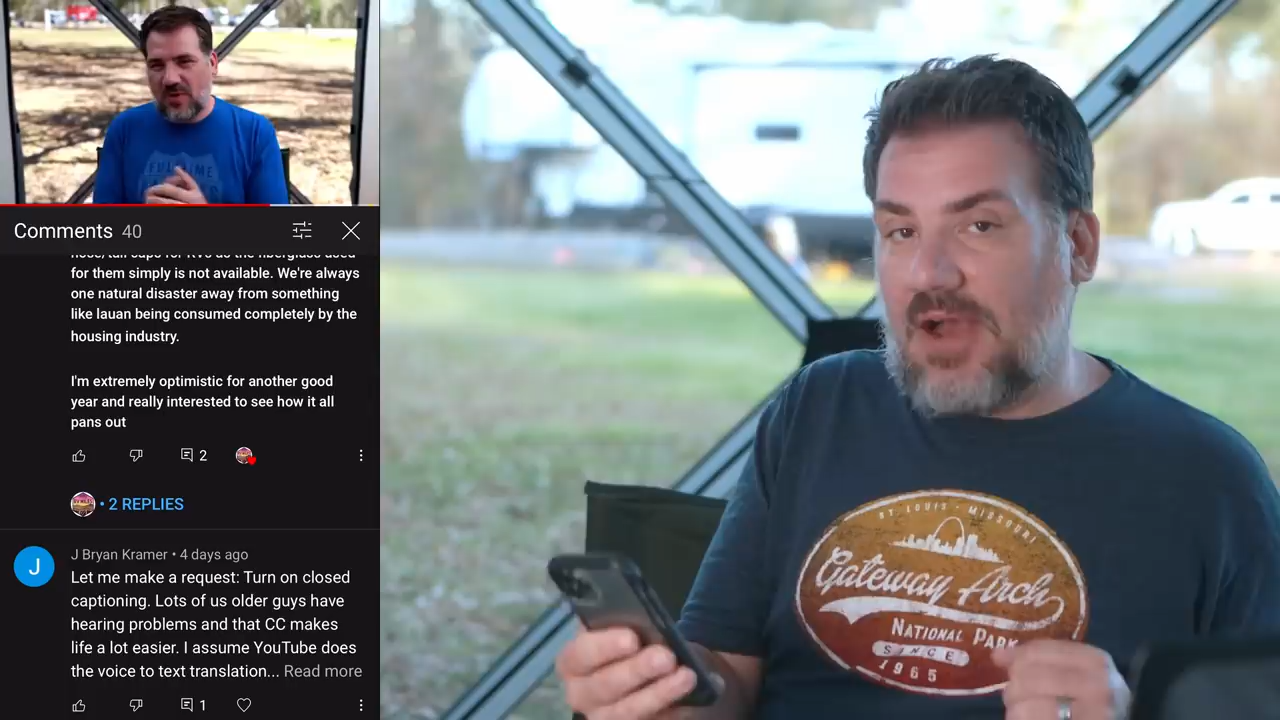 FULL TIME
Comments 40
for them simply is not available. We're always
one natural disaster away from something
like lauan being consumed completely by the
housing industry.
I'm extremely optimistic for another good
year and really interested to see how it all
pans out
2
• 2 REPLIES
J
J Bryan Kramer • 4 days ago
Let me make a request: Turn on closed
captioning. Lots of us older guys have
hearing problems and that CC makes
life a lot easier. I assume YouTube does
the voice to text translation... Read more
1
ST. LOUIS - MISSOURI
Gateway Arch
NATIONAL PARK
SINCE
1965